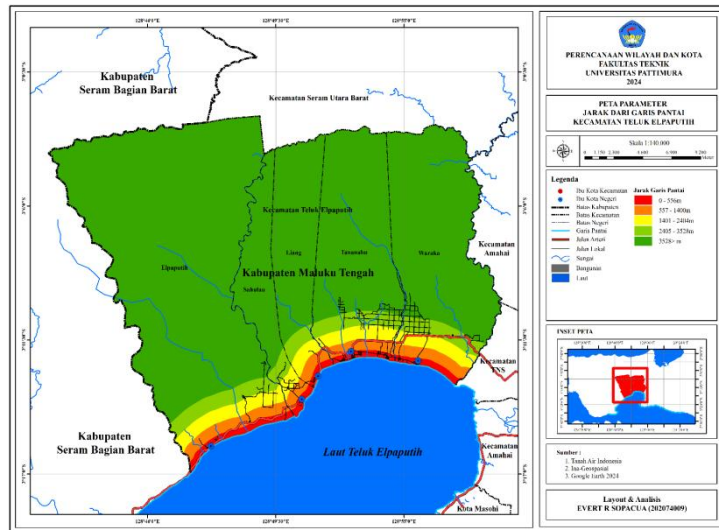 Kabupaten
Seram Bagian Barat
Kecamatan Seram Utara Barat
Kecamatan Teluk Elpaputih
Liang
Tananahu
Waraka
Kecamatan
Amahai
Elpaputih
Kabupaten Maluku Tengah
Sahulau
Kecamatan
TNS
Kabupaten
Seram Bagian Barat
Laut Teluk Elpaputih
Kecamatan
Amahai
Kota Masohi
PERENCANAAN WILAYAH DAN KOTA
FAKULTAS TEKNIK
UNIVERSITAS PATTIMURA
2024
PETA PARAMETER
JARAK DARI GARIS PANTAI
KECAMATAN TELUK ELPAPUTIH
Skala 1:140.000
Legenda
Ibu Kota Kecamatan
Ibu Kota Negeri
Batas Kabupaten
Batas Kecamatan
Batas Negeri
Garis Pantai
Jalan Arteri
Jalan Lokal
Sungai
Bangunan
Laut
Jarak Garis Pantai
0 - 556m
557 - 1400m
1401 - 2404m
2405 - 3528m
3528> m
INSET PETA
Sumber :
1. Tanah Air Indonesia
2. Ina-Geospasial
3. Google Earth 2024
Layout & Analisis
EVERT R SOPACUA (202074009)